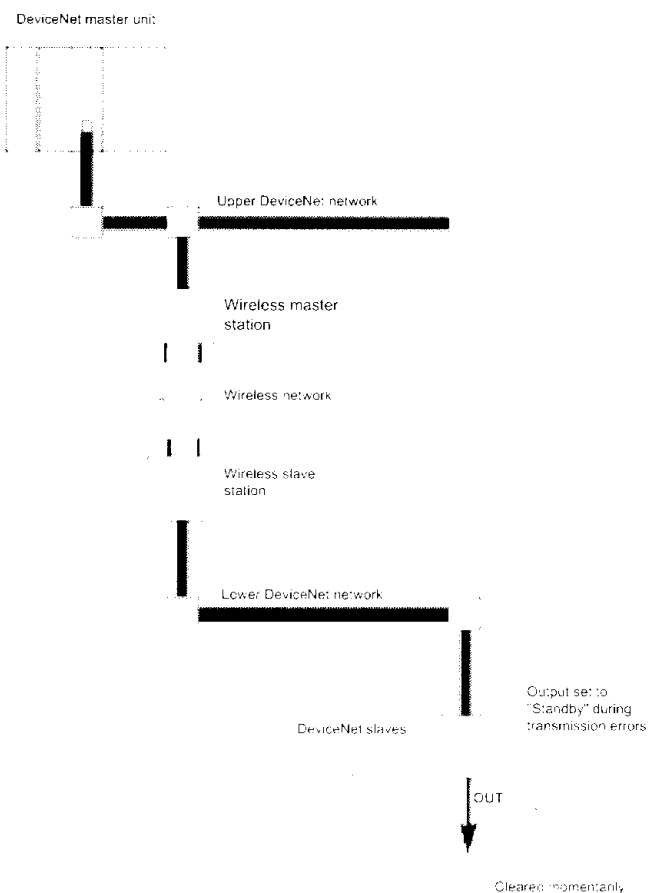 DeviceNet master unit
Upper DeviceNet network
Wireless master
station
Wireless network
Wireless slave
station
Lower DeviceNet network
Output set to
"Standby" during
transmission errors
DeviceNet slaves
OUT
Cleared momentarily